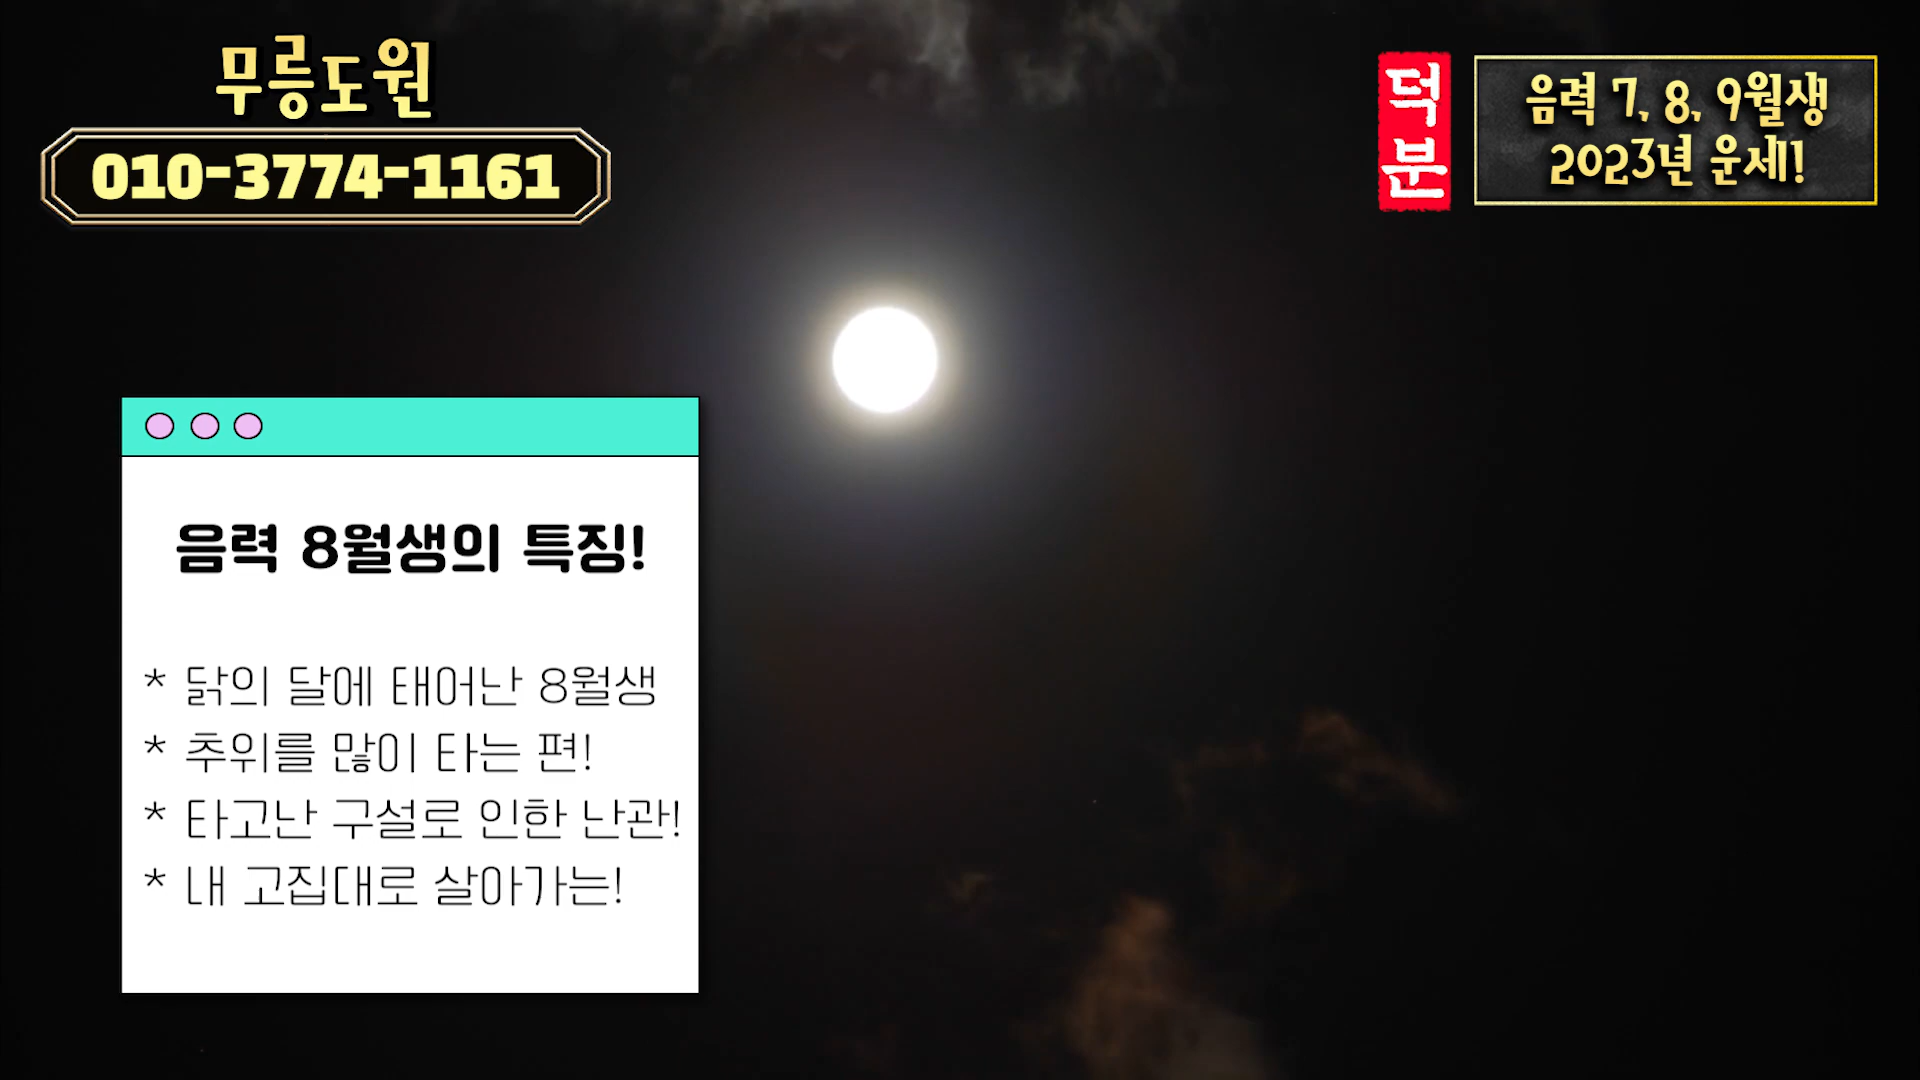 무릉도원
010-3774-1161
덕분
음력 7, 8, 9월생
2023년 운세!
음력 8월생의 특징!
* 닭의 달에 태어난 8월생
* 추위를 많이 타는 편!
* 타고난 구설로 인한 난관!
* 내 고집대로 살아가는!